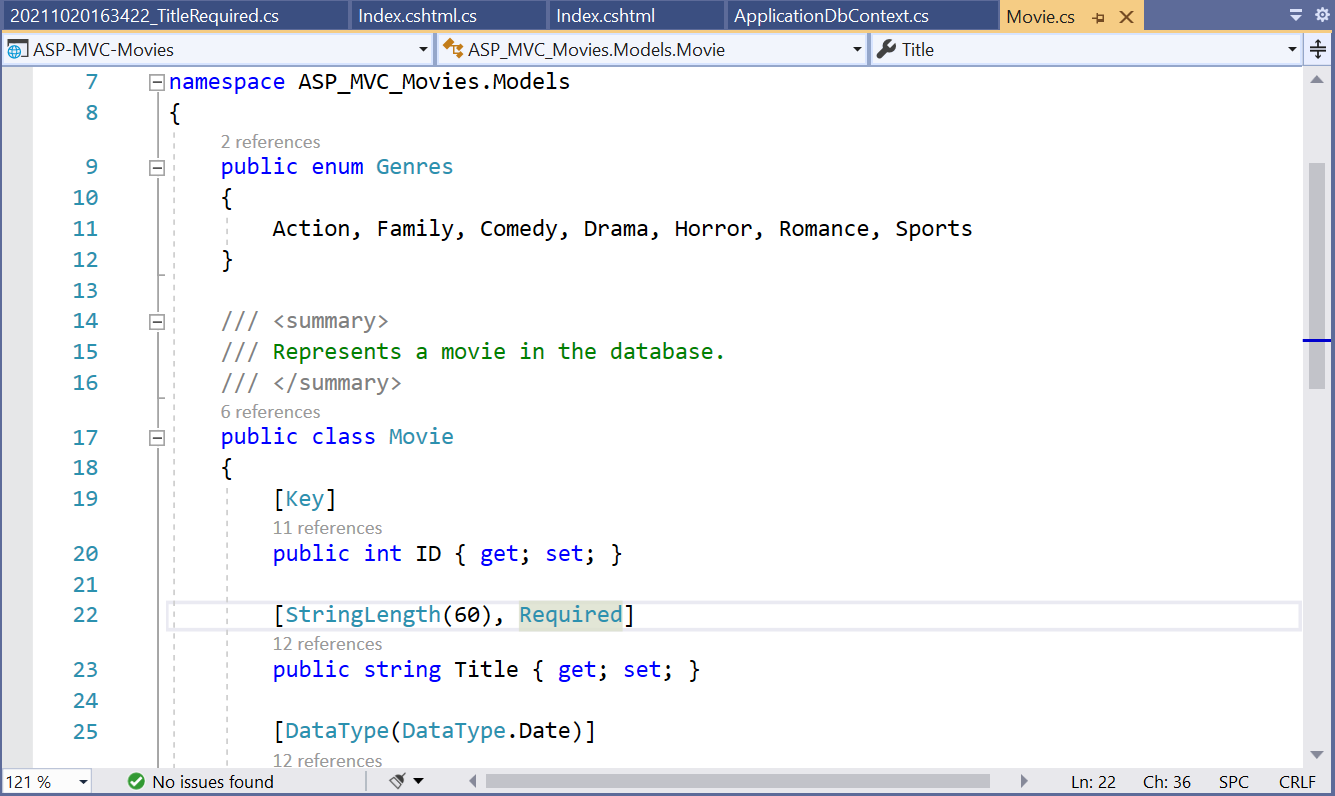 20211020163422_TitleRequired.cs Index.cshtml.cs Index.cshtml ApplicationDbContext.cs Movie.cs
ASP-MVC-Movies ASP_MVC_Movies.Models.Movie Title
7 namespace ASP_MVC_Movies.Models
8 {
2 references
9 public enum Genres
10 {
11 Action, Family, Comedy, Drama, Horror, Romance, Sports
12 }
13
14 /// <summary>
15 /// Represents a movie in the database.
16 /// </summary>
6 references
17 public class Movie
18 {
19 [Key]
11 references
20 public int ID { get; set; }
21
22 [StringLength(60), Required]
12 references
23 public string Title { get; set; }
24
25 [DataType(DataType.Date)]
12 references
121 % No issues found Ln: 22 Ch: 36 SPC CRLF